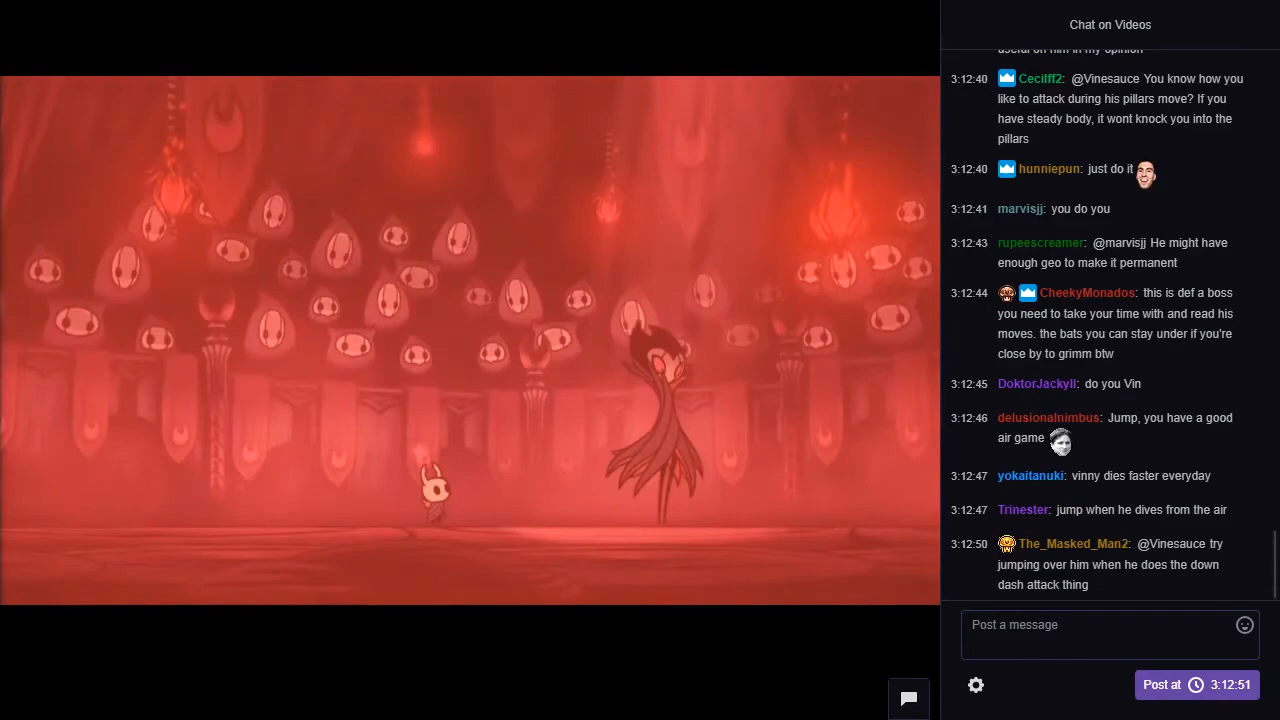 Chat on Videos
useful on him in my opinion
3:12:40 Cecilff2: @Vinesauce You know how you
like to attack during his pillars move? If you
have steady body, it wont knock you into the
pillars
3:12:40 hunniepun: just do it
3:12:41 marvisjj: you do you
3:12:43 rupeescreamer: @marvisjj He might have
enough geo to make it permanent
3:12:44 CheekyMonados: this is def a boss
you need to take your time with and read his
moves. the bats you can stay under if you're
close by to grimm btw
3:12:45 DoktorJackyll: do you Vin
3:12:46 delusionalnimbus: Jump, you have a good
air game
3:12:47 yokaitanuki: vinny dies faster everyday
3:12:47 Trinester: jump when he dives from the air
3:12:50 The_Masked_Man2: @Vinesauce try
jumping over him when he does the down
dash attack thing
Post a message
Post at 3:12:51